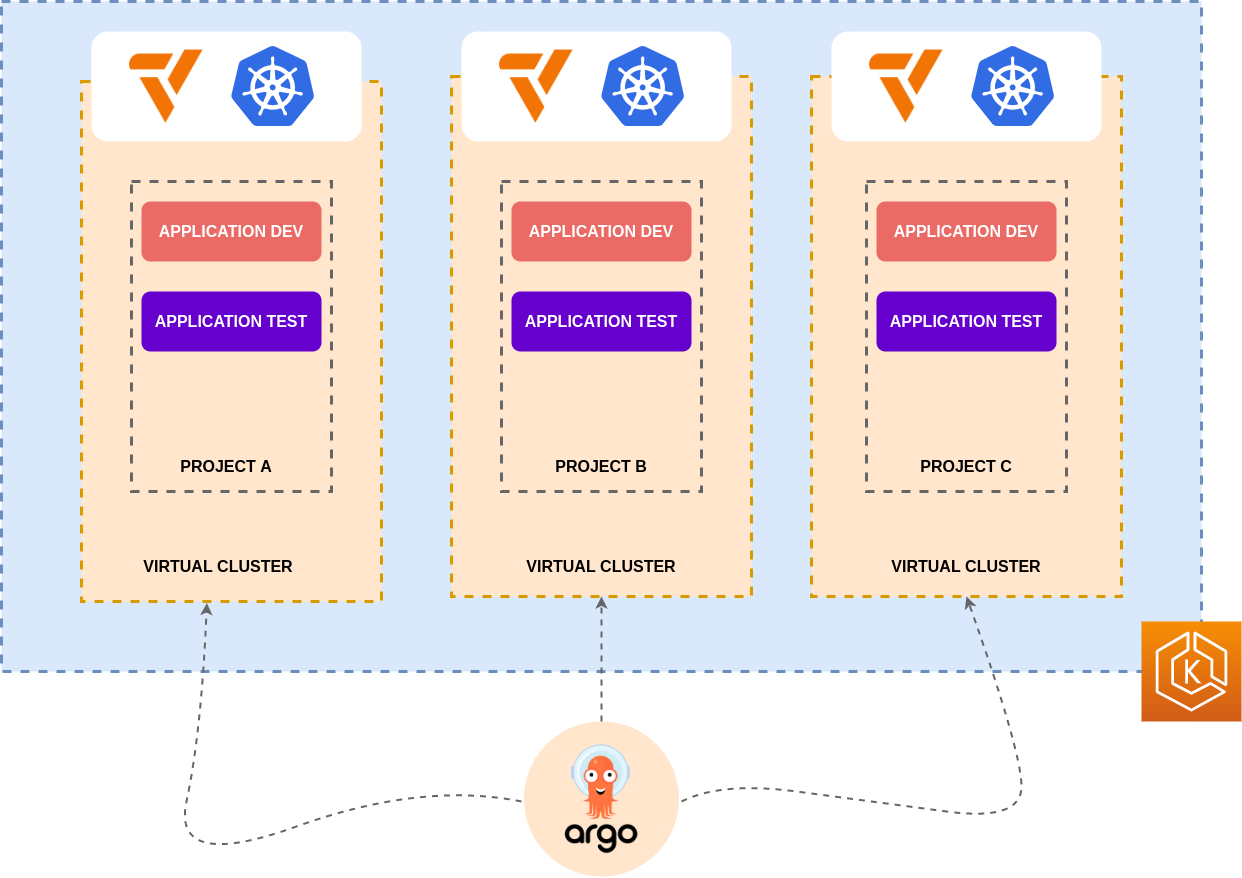 APPLICATION DEV
APPLICATION TEST
PROJECT A
VIRTUAL CLUSTER
APPLICATION DEV
APPLICATION TEST
PROJECT B
VIRTUAL CLUSTER
APPLICATION DEV
APPLICATION TEST
PROJECT C
VIRTUAL CLUSTER
K
argo